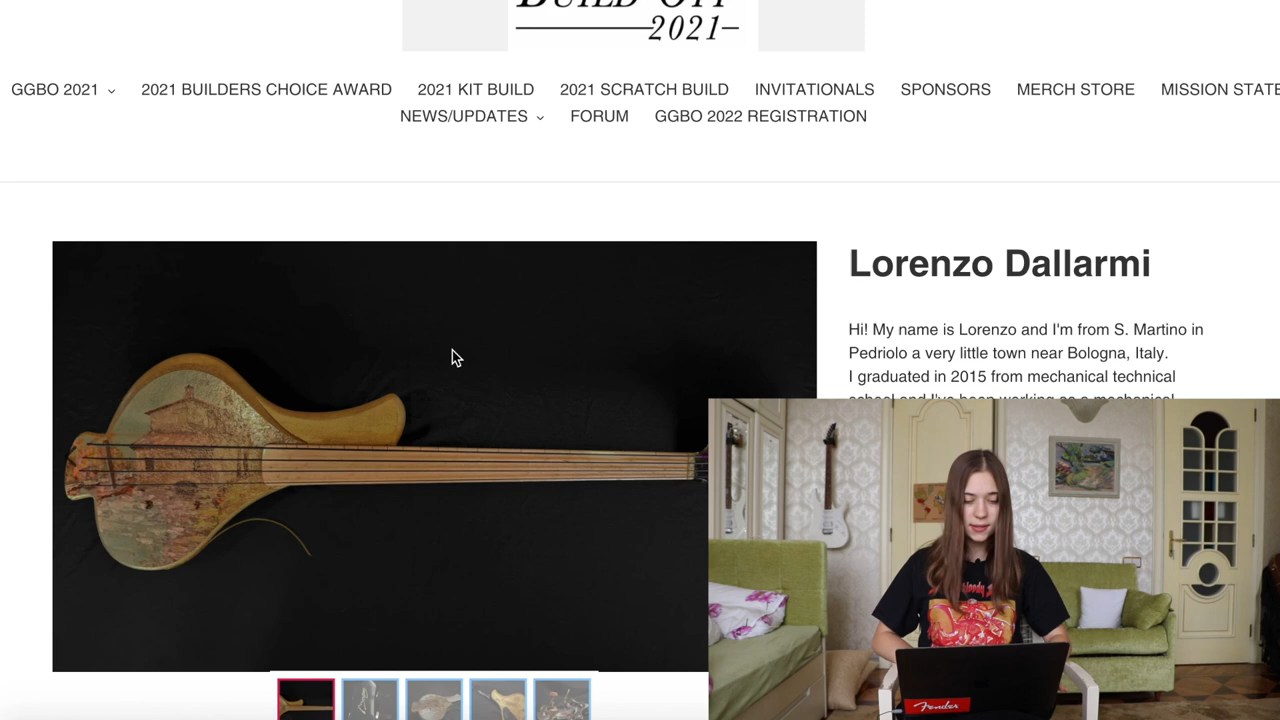 2021
GGBO 2021
2021 BUILDERS CHOICE AWARD
2021 KIT BUILD
2021 SCRATCH BUILD
INVITATIONALS
SPONSORS
MERCH STORE
MISSION STATE
NEWS/UPDATES
FORUM
GGBO 2022 REGISTRATION
Lorenzo Dallarmi
Hi! My name is Lorenzo and I'm from S. Martino in
Pedriolo a very little town near Bologna, Italy.
I graduated in 2015 from mechanical technical
Fender